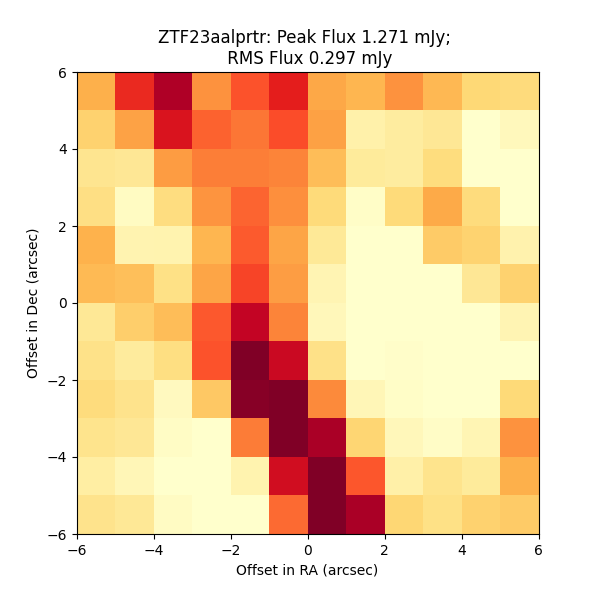 ZTF23aalprtr: Peak Flux 1.271 mJy;
RMS Flux 0.297 mJy
6
4
2
0
−2
−4
−6
Offset in Dec (arcsec)
−6 −4 −2 0 2 4 6
Offset in RA (arcsec)